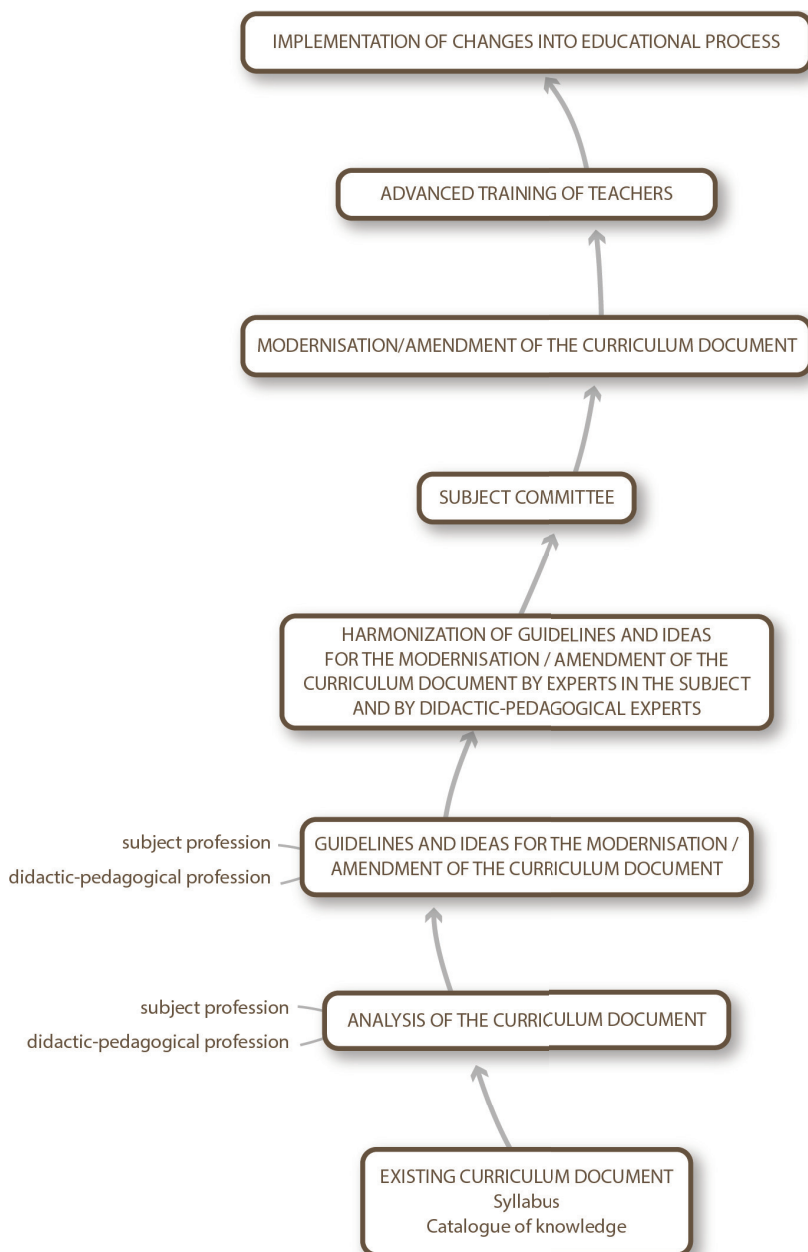 IMPLEMENTATION OF CHANGES INTO EDUCATIONAL PROCESS
ADVANCED TRAINING OF TEACHERS
MODERNISATION/AMENDMENT OF THE CURRICULUM DOCUMENT
SUBJECT COMMITTEE
HARMONIZATION OF GUIDELINES AND IDEAS
FOR THE MODERNISATION / AMENDMENT OF THE
CURRICULUM DOCUMENT BY EXPERTS IN THE SUBJECT
AND BY DIDACTIC-PEDAGOGICAL EXPERTS
subject profession
didactic-pedagogical profession
GUIDELINES AND IDEAS FOR THE MODERNISATION /
AMENDMENT OF THE CURRICULUM DOCUMENT
subject profession
didactic-pedagogical profession
ANALYSIS OF THE CURRICULUM DOCUMENT
EXISTING CURRICULUM DOCUMENT
Syllabus
Catalogue of knowledge